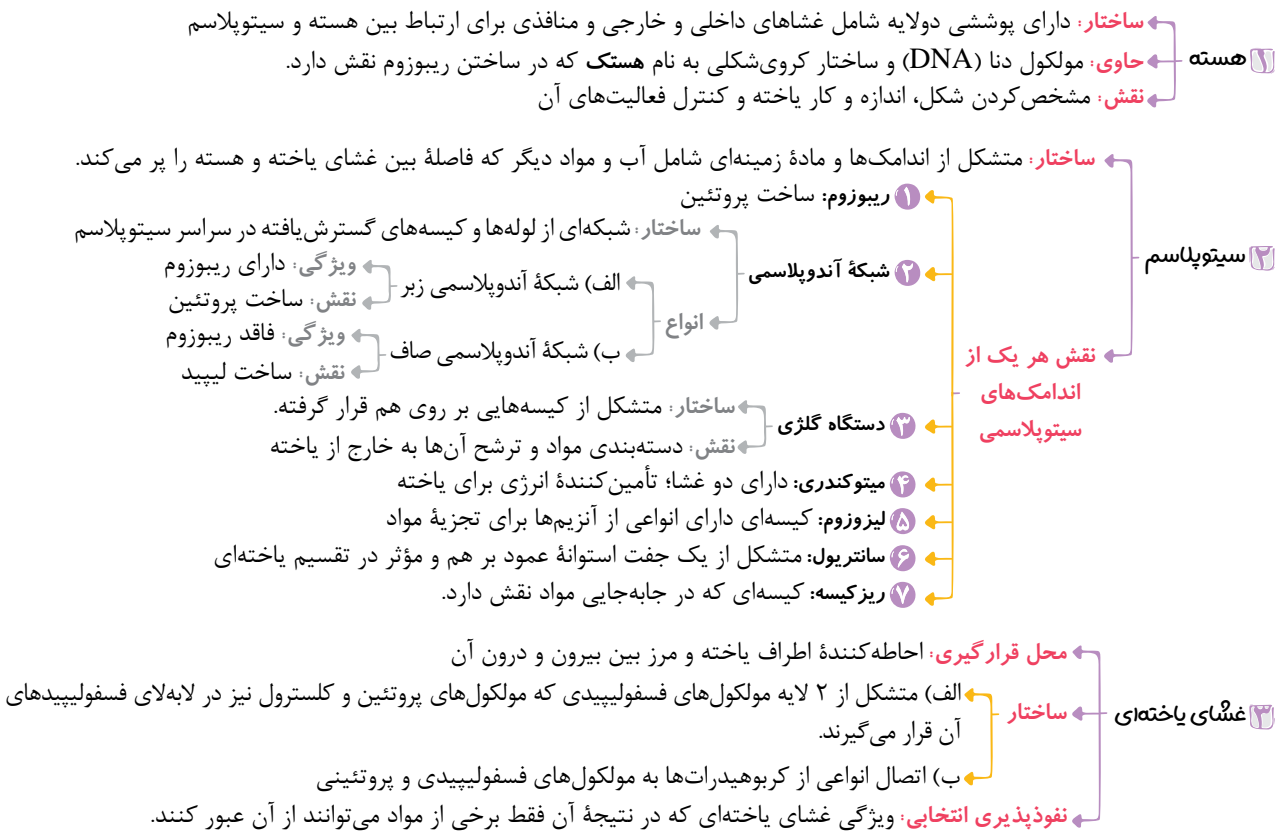 ۱ هسته
ساختار: دارای پوششی دولایه شامل غشاهای داخلی و خارجی و منافذی برای ارتباط بین هسته و سیتوپلاسم
حاوی: مولکول دنا (DNA) و ساختار کروی‌شکلی به نام هستک که در ساختن ریبوزوم نقش دارد.
نقش: مشخص‌کردن شکل، اندازه و کار یاخته و کنترل فعالیت‌های آن
۲ سیتوپلاسم
ساختار: متشکل از اندامک‌ها و مادهٔ زمینه‌ای شامل آب و مواد دیگر که فاصلهٔ بین غشای یاخته و هسته را پر می‌کند.
نقش هر یک از
اندامک‌های
سیتوپلاسمی
۱ ریبوزوم: ساخت پروتئین
۲ شبکهٔ آندوپلاسمی
ساختار: شبکه‌ای از لوله‌ها و کیسه‌های گسترش‌یافته در سراسر سیتوپلاسم
انواع
الف) شبکهٔ آندوپلاسمی زبر
ویژگی: دارای ریبوزوم
نقش: ساخت پروتئین
ب) شبکهٔ آندوپلاسمی صاف
ویژگی: فاقد ریبوزوم
نقش: ساخت لیپید
۳ دستگاه گلژی
ساختار: متشکل از کیسه‌هایی بر روی هم قرار گرفته.
نقش: دسته‌بندی مواد و ترشح آن‌ها به خارج از یاخته
۴ میتوکندری: دارای دو غشا؛ تأمین‌کنندهٔ انرژی برای یاخته
۵ لیزوزوم: کیسه‌ای دارای انواعی از آنزیم‌ها برای تجزیهٔ مواد
۶ سانتریول: متشکل از یک جفت استوانهٔ عمود بر هم و مؤثر در تقسیم یاخته‌ای
۷ ریزکیسه: کیسه‌ای که در جابه‌جایی مواد نقش دارد.
۳ غشای یاخته‌ای
محل قرارگیری: احاطه‌کنندهٔ اطراف یاخته و مرز بین بیرون و درون آن
ساختار
الف) متشکل از ۲ لایه مولکول‌های فسفولیپیدی که مولکول‌های پروتئین و کلسترول نیز در لابه‌لای فسفولیپیدهای
آن قرار می‌گیرند.
ب) اتصال انواعی از کربوهیدرات‌ها به مولکول‌های فسفولیپیدی و پروتئینی
نفوذپذیری انتخابی: ویژگی غشای یاخته‌ای که در نتیجهٔ آن فقط برخی از مواد می‌توانند از آن عبور کنند.